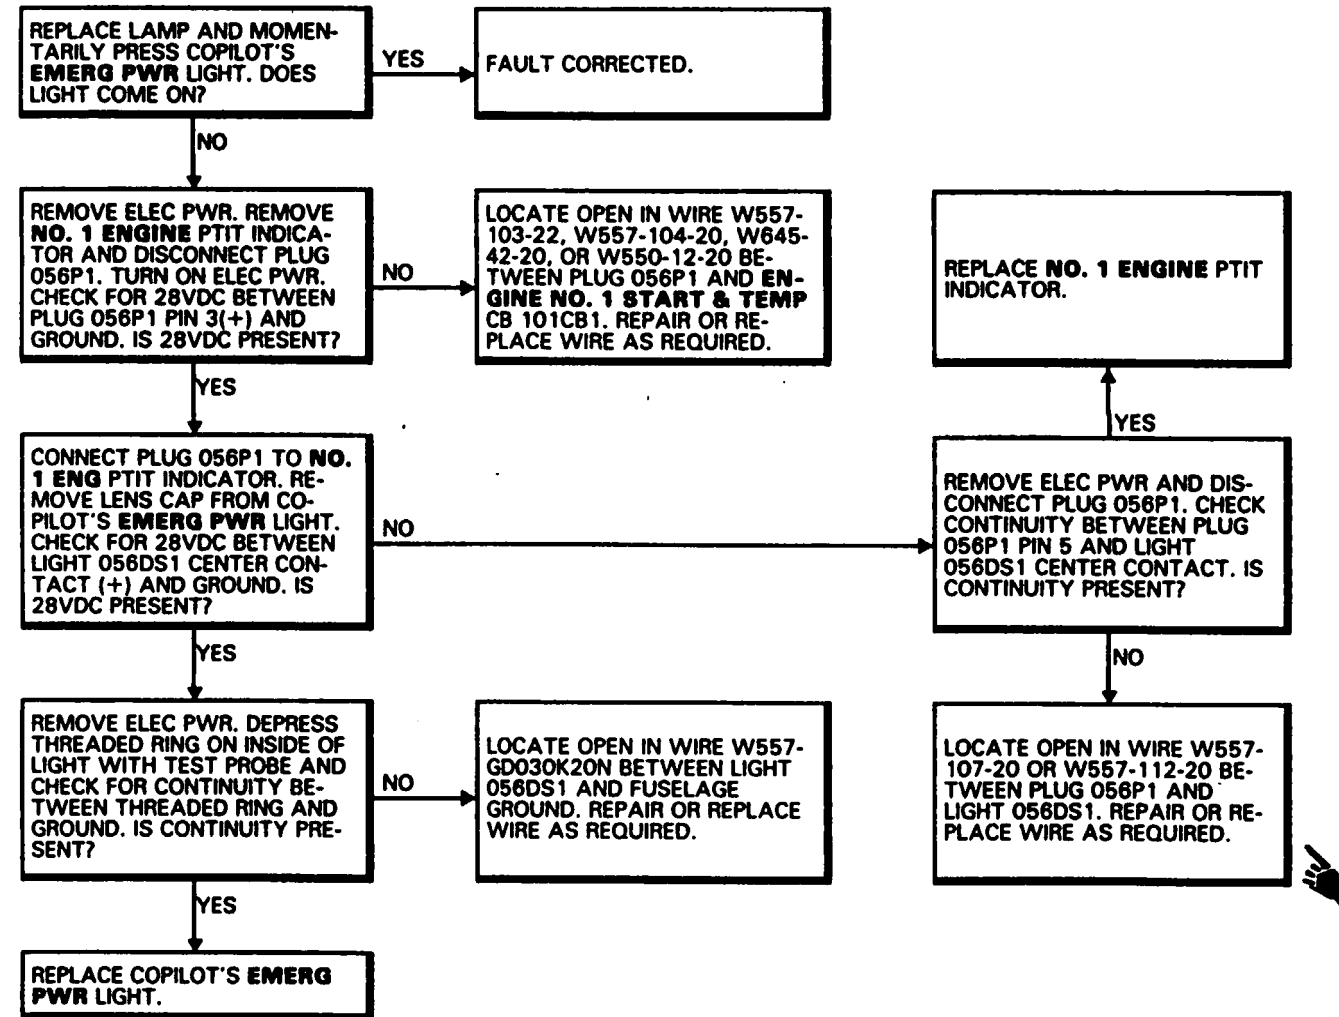 REPLACE LAMP AND MOMEN-
TARILY PRESS COPILOT'S
EMERG PWR LIGHT. DOES
LIGHT COME ON?
YES
FAULT CORRECTED.
NO
REMOVE ELEC PWR. REMOVE
NO. 1 ENGINE PTIT INDICA-
TOR AND DISCONNECT PLUG
056P1. TURN ON ELEC PWR.
CHECK FOR 28VDC BETWEEN
PLUG 056P1 PIN 3(+) AND
GROUND. IS 28VDC PRESENT?
NO
LOCATE OPEN IN WIRE W557-
103-22, W557-104-20, W645-
42-20, OR W550-12-20 BE-
TWEEN PLUG 056P1 AND EN-
GINE NO. 1 START & TEMP
CB 101CB1. REPAIR OR RE-
PLACE WIRE AS REQUIRED.
REPLACE NO. 1 ENGINE PTIT
INDICATOR.
YES
YES
CONNECT PLUG 056P1 TO NO.
1 ENG PTIT INDICATOR. RE-
MOVE LENS CAP FROM CO-
PILOT'S EMERG PWR LIGHT.
CHECK FOR 28VDC BETWEEN
LIGHT 056DS1 CENTER CON-
TACT (+) AND GROUND. IS
28VDC PRESENT?
NO
REMOVE ELEC PWR AND DIS-
CONNECT PLUG 056P1. CHECK
CONTINUITY BETWEEN PLUG
056P1 PIN 5 AND LIGHT
056DS1 CENTER CONTACT. IS
CONTINUITY PRESENT?
YES
NO
REMOVE ELEC PWR. DEPRESS
THREADED RING ON INSIDE OF
LIGHT WITH TEST PROBE AND
CHECK FOR CONTINUITY BE-
TWEEN THREADED RING AND
GROUND. IS CONTINUITY PRE-
SENT?
NO
LOCATE OPEN IN WIRE W557-
GD030K20N BETWEEN LIGHT
056DS1 AND FUSELAGE
GROUND. REPAIR OR REPLACE
WIRE AS REQUIRED.
LOCATE OPEN IN WIRE W557-
107-20 OR W557-112-20 BE-
TWEEN PLUG 056P1 AND
LIGHT 056DS1. REPAIR OR RE-
PLACE WIRE AS REQUIRED.
YES
REPLACE COPILOT'S EMERG
PWR LIGHT.